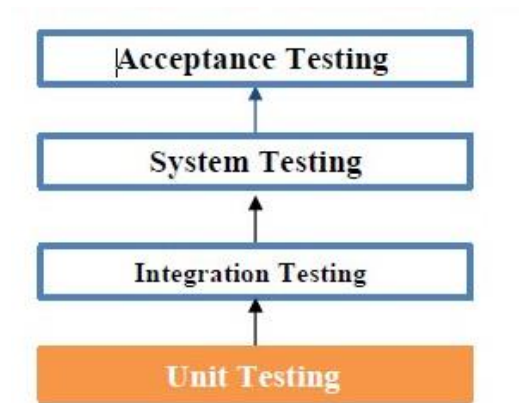 Acceptance Testing
System Testing
Integration Testing
Unit Testing